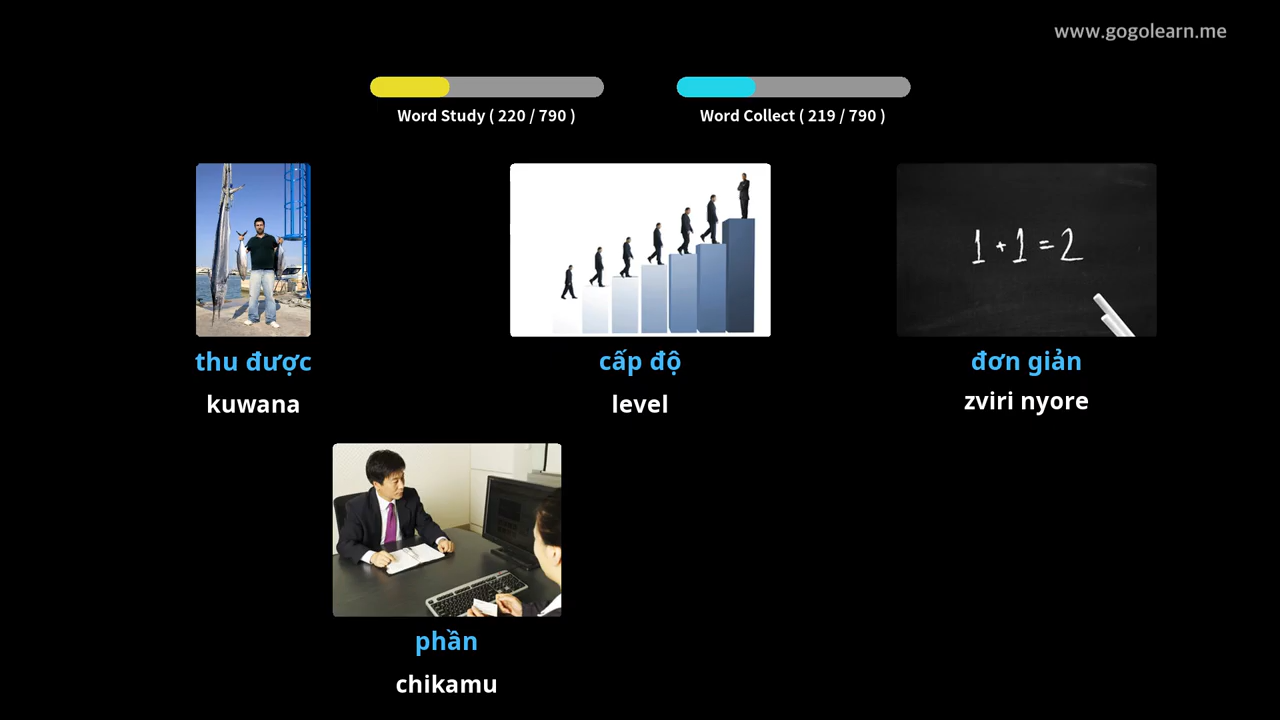 www.gogolearn.me
Word Study ( 220 / 790 )
Word Collect ( 219 / 790 )
1 + 1 = 2
thu được
cấp độ
đơn giản
kuwana
level
zviri nyore
phần
chikamu